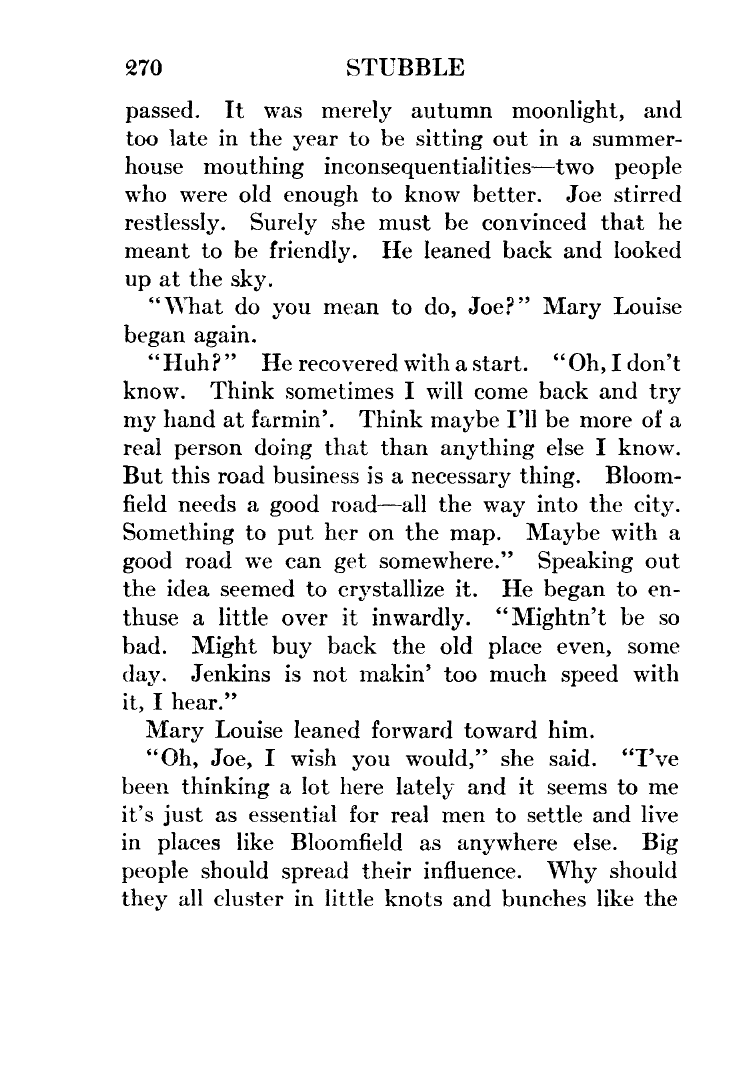 270 STUBBLE
passed. It was merely autumn moonlight, and
too late in the year to be sitting out in a summer-
house mouthing inconsequentialities—two people
who were old enough to know better. Joe stirred
restlessly. Surely she must be convinced that he
meant to be friendly. He leaned back and looked
up at the sky.
“What do you mean to do, Joe?” Mary Louise
began again.
“Huh?” He recovered with a start. “Oh, I don’t
know. Think sometimes I will come back and try
my hand at farmin’. Think maybe I’ll be more of a
real person doing that than anything else I know.
But this road business is a necessary thing. Bloom-
field needs a good road—all the way into the city.
Something to put her on the map. Maybe with a
good road we can get somewhere.” Speaking out
the idea seemed to crystallize it. He began to en-
thuse a little over it inwardly. “Mightn’t be so
bad. Might buy back the old place even, some
day. Jenkins is not makin’ too much speed with
it, I hear.”
Mary Louise leaned forward toward him.
“Oh, Joe, I wish you would,” she said. “I’ve
been thinking a lot here lately and it seems to me
it’s just as essential for real men to settle and live
in places like Bloomfield as anywhere else. Big
people should spread their influence. Why should
they all cluster in little knots and bunches like the